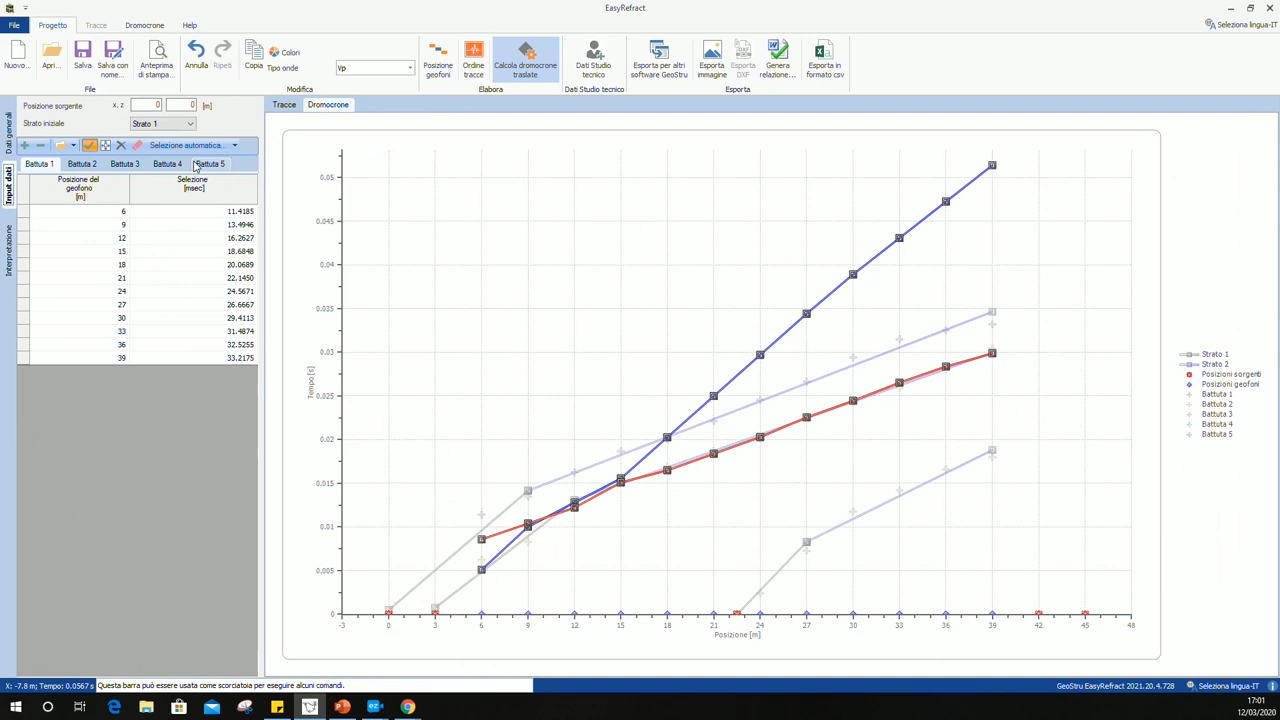 EasyRefract
File Progetto Tracce Dromocrone Help
Seleziona lingua-IT
Nuovo... Apri... Salva Salva con nome... Anteprima di stampa...
File
Annulla Ripeti Copia Colori
Tipo onde Vp
Modifica
Posizione geofoni Ordine tracce Calcola dromocrone traslate
Elabora
Dati Studio tecnico
Dati Studio tecnico
Esporta per altri software GeoStru Esporta immagine Esporta DXF Genera relazione... Esporta in formato csv
Esporta
Dati generali
Input dati
Interpretazione
Posizione sorgente x, z 0 0 [m]
Strato iniziale Strato 1
Selezione automatica...
Battuta 1 Battuta 2 Battuta 3 Battuta 4 Battuta 5
Posizione del geofono [m] Selezione [msec]
6 11.4185
9 13.4946
12 16.2627
15 18.6848
18 20.0689
21 22.1450
24 24.5671
27 26.6667
30 29.4113
33 31.4874
36 32.5255
39 33.2175
Tracce Dromocrone
0.05
0.045
0.04
0.035
0.03
0.025
0.02
0.015
0.01
0.005
0
Tempo [s]
-3 0 3 6 9 12 15 18 21 24 27 30 33 36 39 42 45 48
Posizione [m]
Strato 1
Strato 2
Posizioni sorgenti
Posizioni geofoni
Battuta 1
Battuta 2
Battuta 3
Battuta 4
Battuta 5
X: -7.8 m; Tempo: 0.0567 s Questa barra può essere usata come scorciatoia per eseguire alcuni comandi.
GeoStru EasyRefract 2021.20.4.728 Seleziona lingua-IT
17:01
12/03/2020